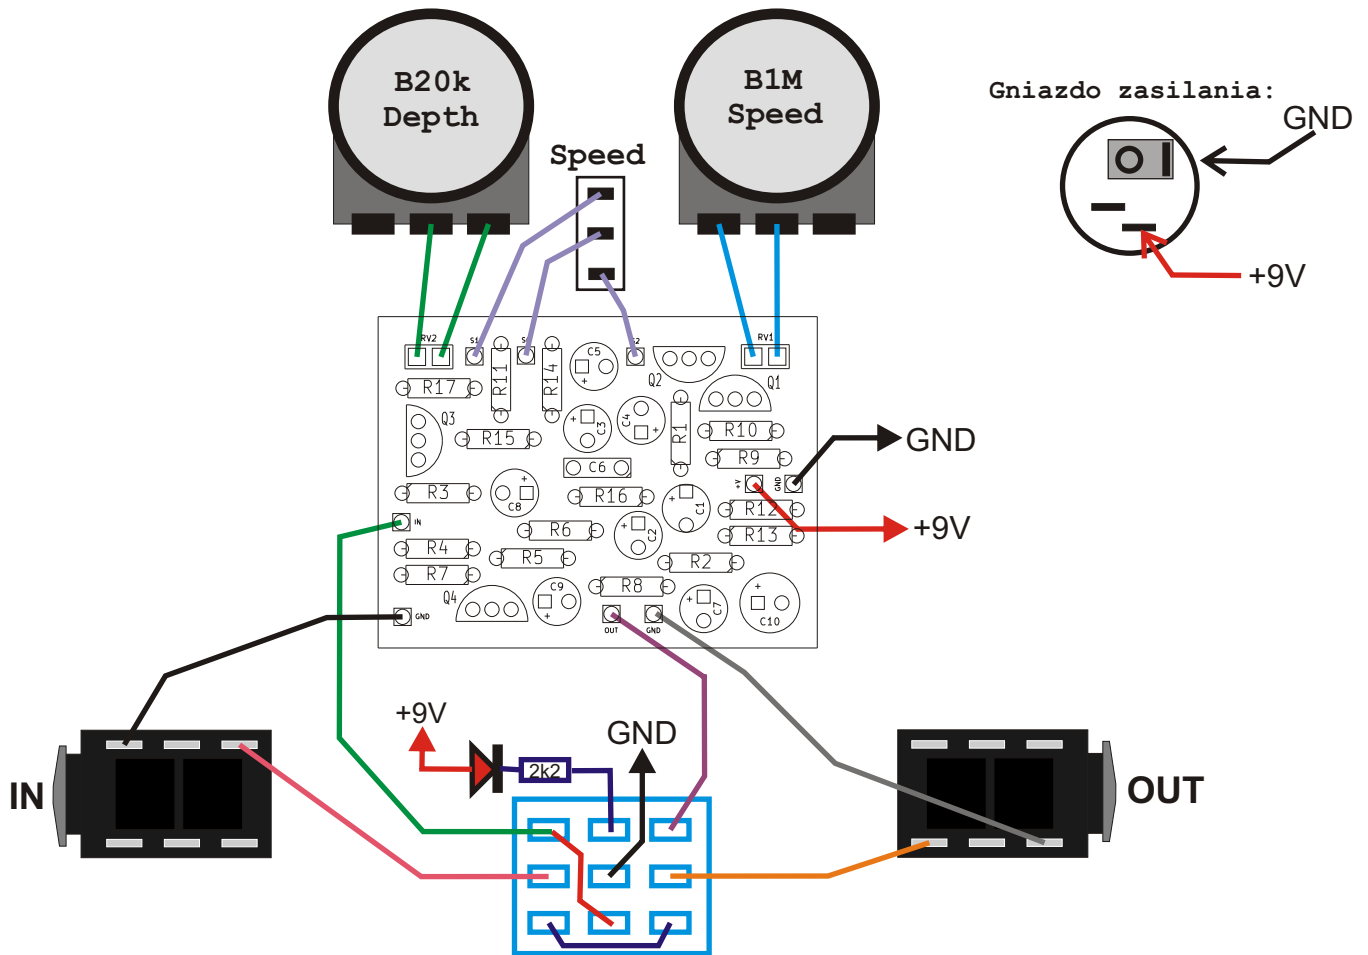 B20k
Depth
B1M
Speed
Gniazdo zasilania:
GND
+9V
Speed
RV2
S1
S
S2
RV1
C5
Q2
Q1
R17
R11
R14
Q3
R15
C3
C4
R1
R10
R9
GND
C6
+V
GND
R3
C8
R16
C1
R12
+9V
IN
R6
C2
R13
R4
R5
R2
R7
R8
Q4
C9
C7
C10
GND
OUT
GND
+9V
GND
2k2
IN
OUT